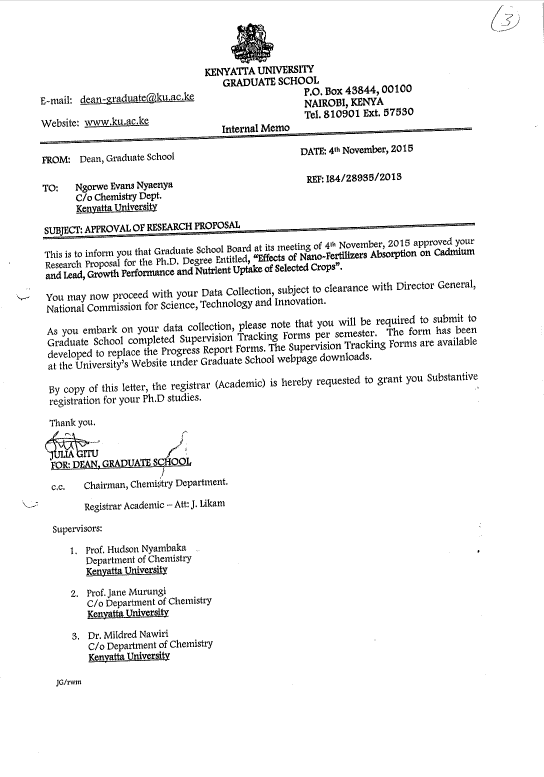 3
KENYATTA UNIVERSITY
GRADUATE SCHOOL
E-mail: dean-graduate@ku.ac.ke
P.O. Box 43844, 00100
NAIROBI, KENYA
Tel. 810901 Ext. 57530
Website: www.ku.ac.ke
Internal Memo
FROM: Dean, Graduate School
DATE: 4th November, 2015
TO: Ngorwe Evans Nyaenya
C/o Chemistry Dept.
Kenyatta University
REF: I84/28935/2013
SUBJECT: APPROVAL OF RESEARCH PROPOSAL
This is to inform you that Graduate School Board at its meeting of 4th November, 2015 approved your
Research Proposal for the Ph.D. Degree Entitled, "Effects of Nano-Fertilizers Absorption on Cadmium
and Lead, Growth Performance and Nutrient Uptake of Selected Crops".
You may now proceed with your Data Collection, subject to clearance with Director General,
National Commission for Science, Technology and Innovation.
As you embark on your data collection, please note that you will be required to submit to
Graduate School completed Supervision Tracking Forms per semester. The form has been
developed to replace the Progress Report Forms. The Supervision Tracking Forms are available
at the University's Website under Graduate School webpage downloads.
By copy of this letter, the registrar (Academic) is hereby requested to grant you Substantive
registration for your Ph.D studies.
Thank you.
JULIA GITU
FOR: DEAN, GRADUATE SCHOOL
c.c. Chairman, Chemistry Department.
Registrar Academic – Att: J. Likam
Supervisors:
1. Prof. Hudson Nyambaka
Department of Chemistry
Kenyatta University
2. Prof. Jane Murungi
C/o Department of Chemistry
Kenyatta University
3. Dr. Mildred Nawiri
C/o Department of Chemistry
Kenyatta University
JG/rwm